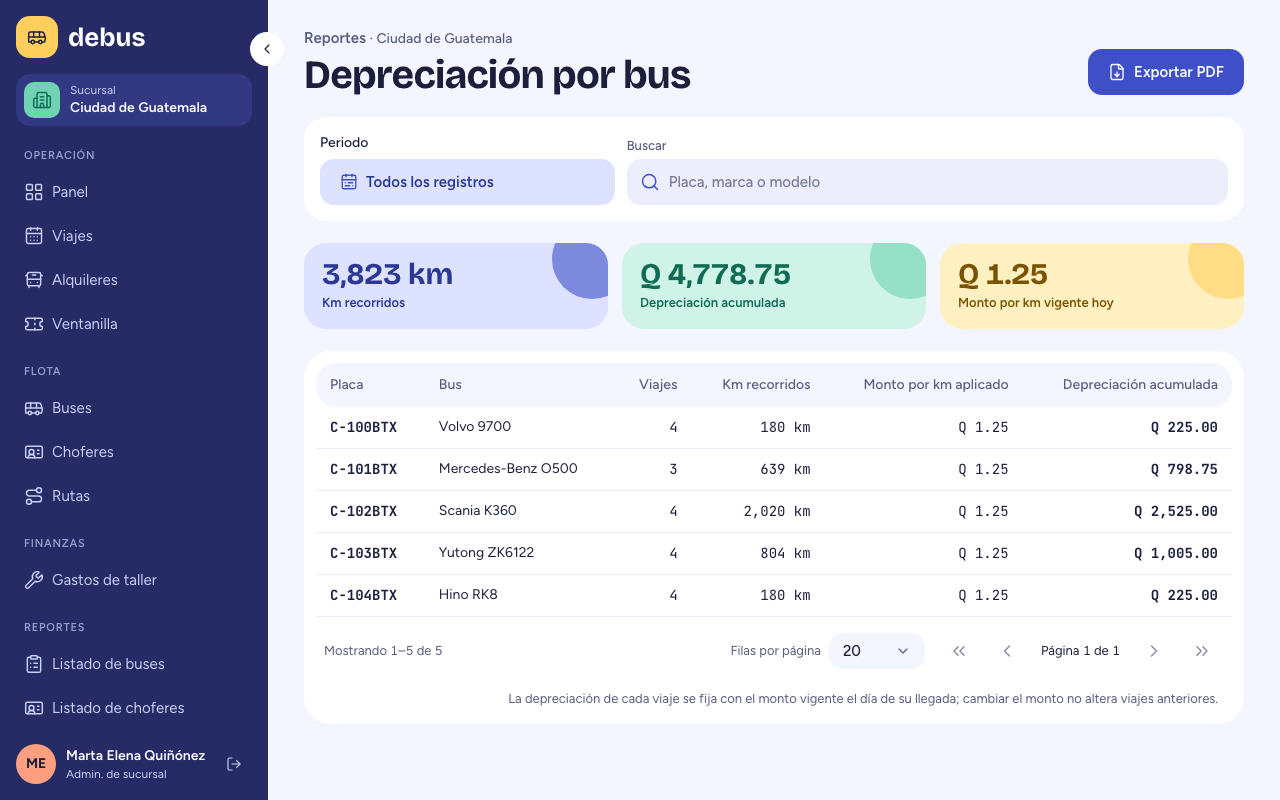 debus
Sucursal
Ciudad de Guatemala
OPERACIÓN
Panel
Viajes
Alquileres
Ventanilla
FLOTA
Buses
Choferes
Rutas
FINANZAS
Gastos de taller
REPORTES
Listado de buses
Listado de choferes
ME
Marta Elena Quiñónez
Admin. de sucursal
Reportes · Ciudad de Guatemala
Depreciación por bus
Exportar PDF
Periodo
Todos los registros
Buscar
Placa, marca o modelo
3,823 km
Km recorridos
Q 4,778.75
Depreciación acumulada
Q 1.25
Monto por km vigente hoy
Placa Bus Viajes Km recorridos Monto por km aplicado Depreciación acumulada
C-100BTX Volvo 9700 4 180 km Q 1.25 Q 225.00
C-101BTX Mercedes-Benz O500 3 639 km Q 1.25 Q 798.75
C-102BTX Scania K360 4 2,020 km Q 1.25 Q 2,525.00
C-103BTX Yutong ZK6122 4 804 km Q 1.25 Q 1,005.00
C-104BTX Hino RK8 4 180 km Q 1.25 Q 225.00
Mostrando 1–5 de 5 Filas por página 20 Página 1 de 1
La depreciación de cada viaje se fija con el monto vigente el día de su llegada; cambiar el monto no altera viajes anteriores.